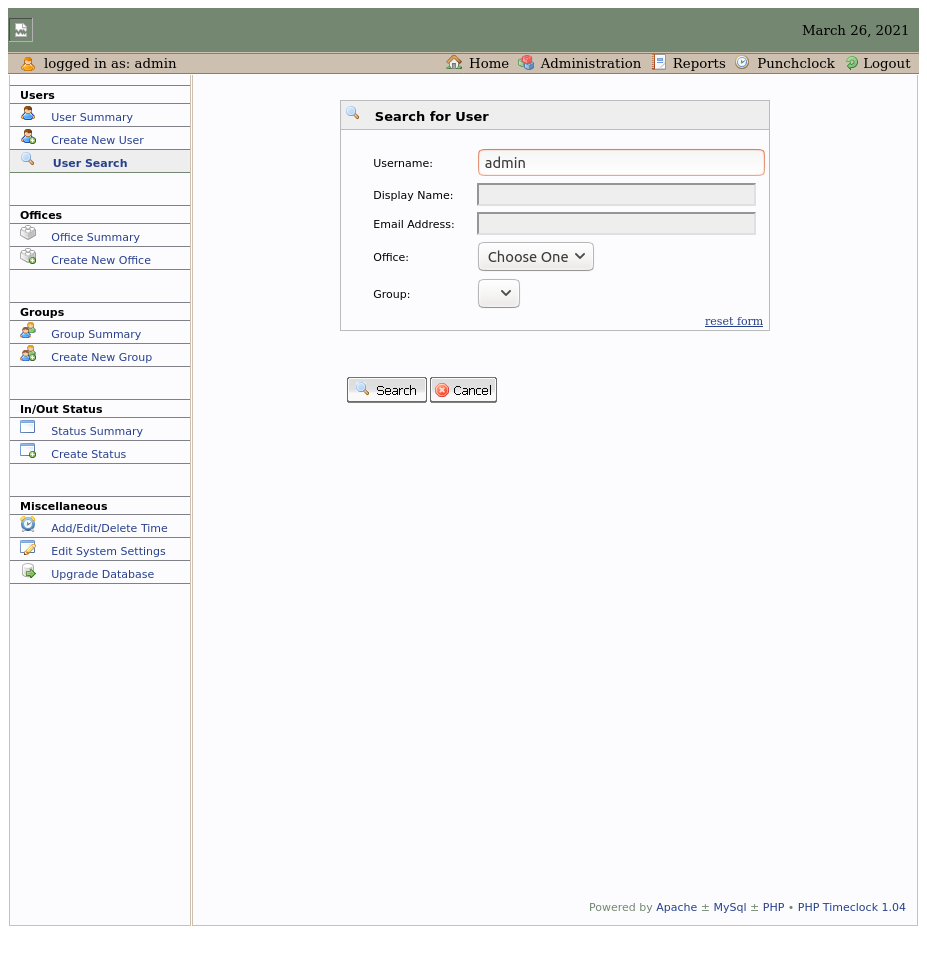 March 26, 2021
logged in as: admin
Home Administration Reports Punchclock Logout
Users
User Summary
Create New User
User Search
Offices
Office Summary
Create New Office
Groups
Group Summary
Create New Group
In/Out Status
Status Summary
Create Status
Miscellaneous
Add/Edit/Delete Time
Edit System Settings
Upgrade Database
Search for User
Username: admin
Display Name:
Email Address:
Office: Choose One
Group:
reset form
Search Cancel
Powered by Apache ± MySql ± PHP • PHP Timeclock 1.04